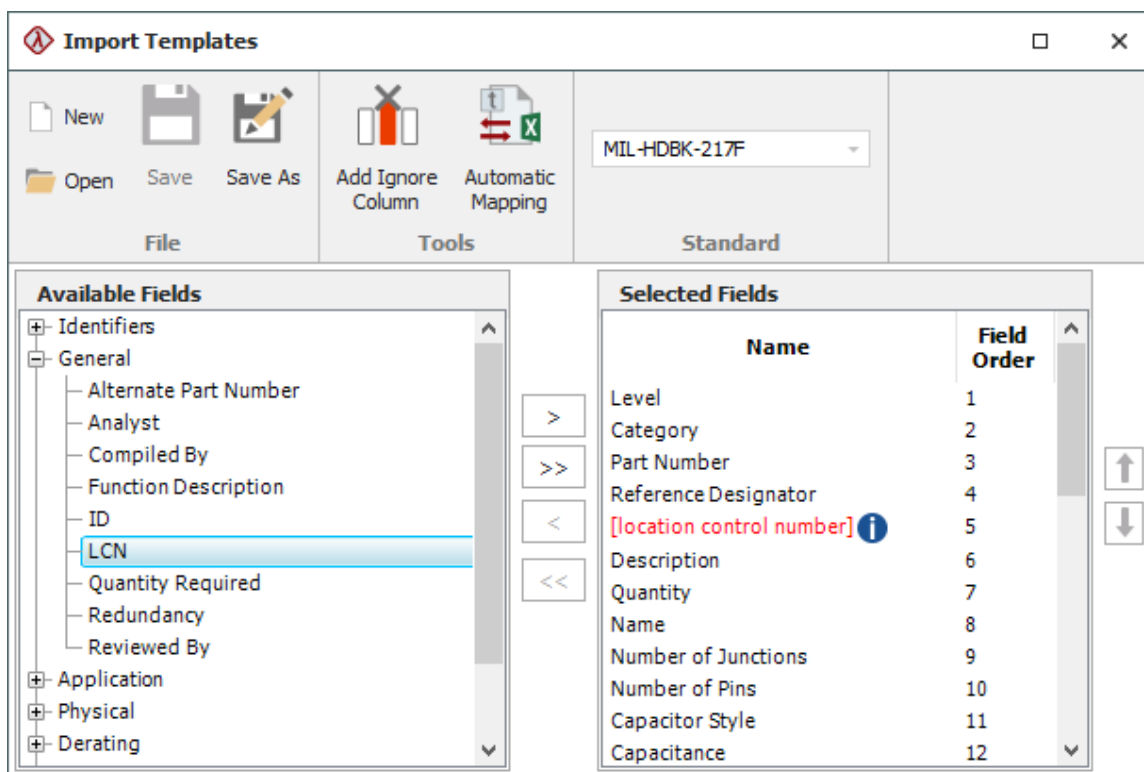 Import Templates
New
Open
Save
Save As
File
Add Ignore
Column
Automatic
Mapping
Tools
MIL-HDBK-217F
Standard
Available Fields
Identifiers
General
Alternate Part Number
Analyst
Compiled By
Function Description
ID
LCN
Quantity Required
Redundancy
Reviewed By
Application
Physical
Derating
>
>>
<
<<
Selected Fields
Name Field
Order
Level 1
Category 2
Part Number 3
Reference Designator 4
[location control number] i 5
Description 6
Quantity 7
Name 8
Number of Junctions 9
Number of Pins 10
Capacitor Style 11
Capacitance 12